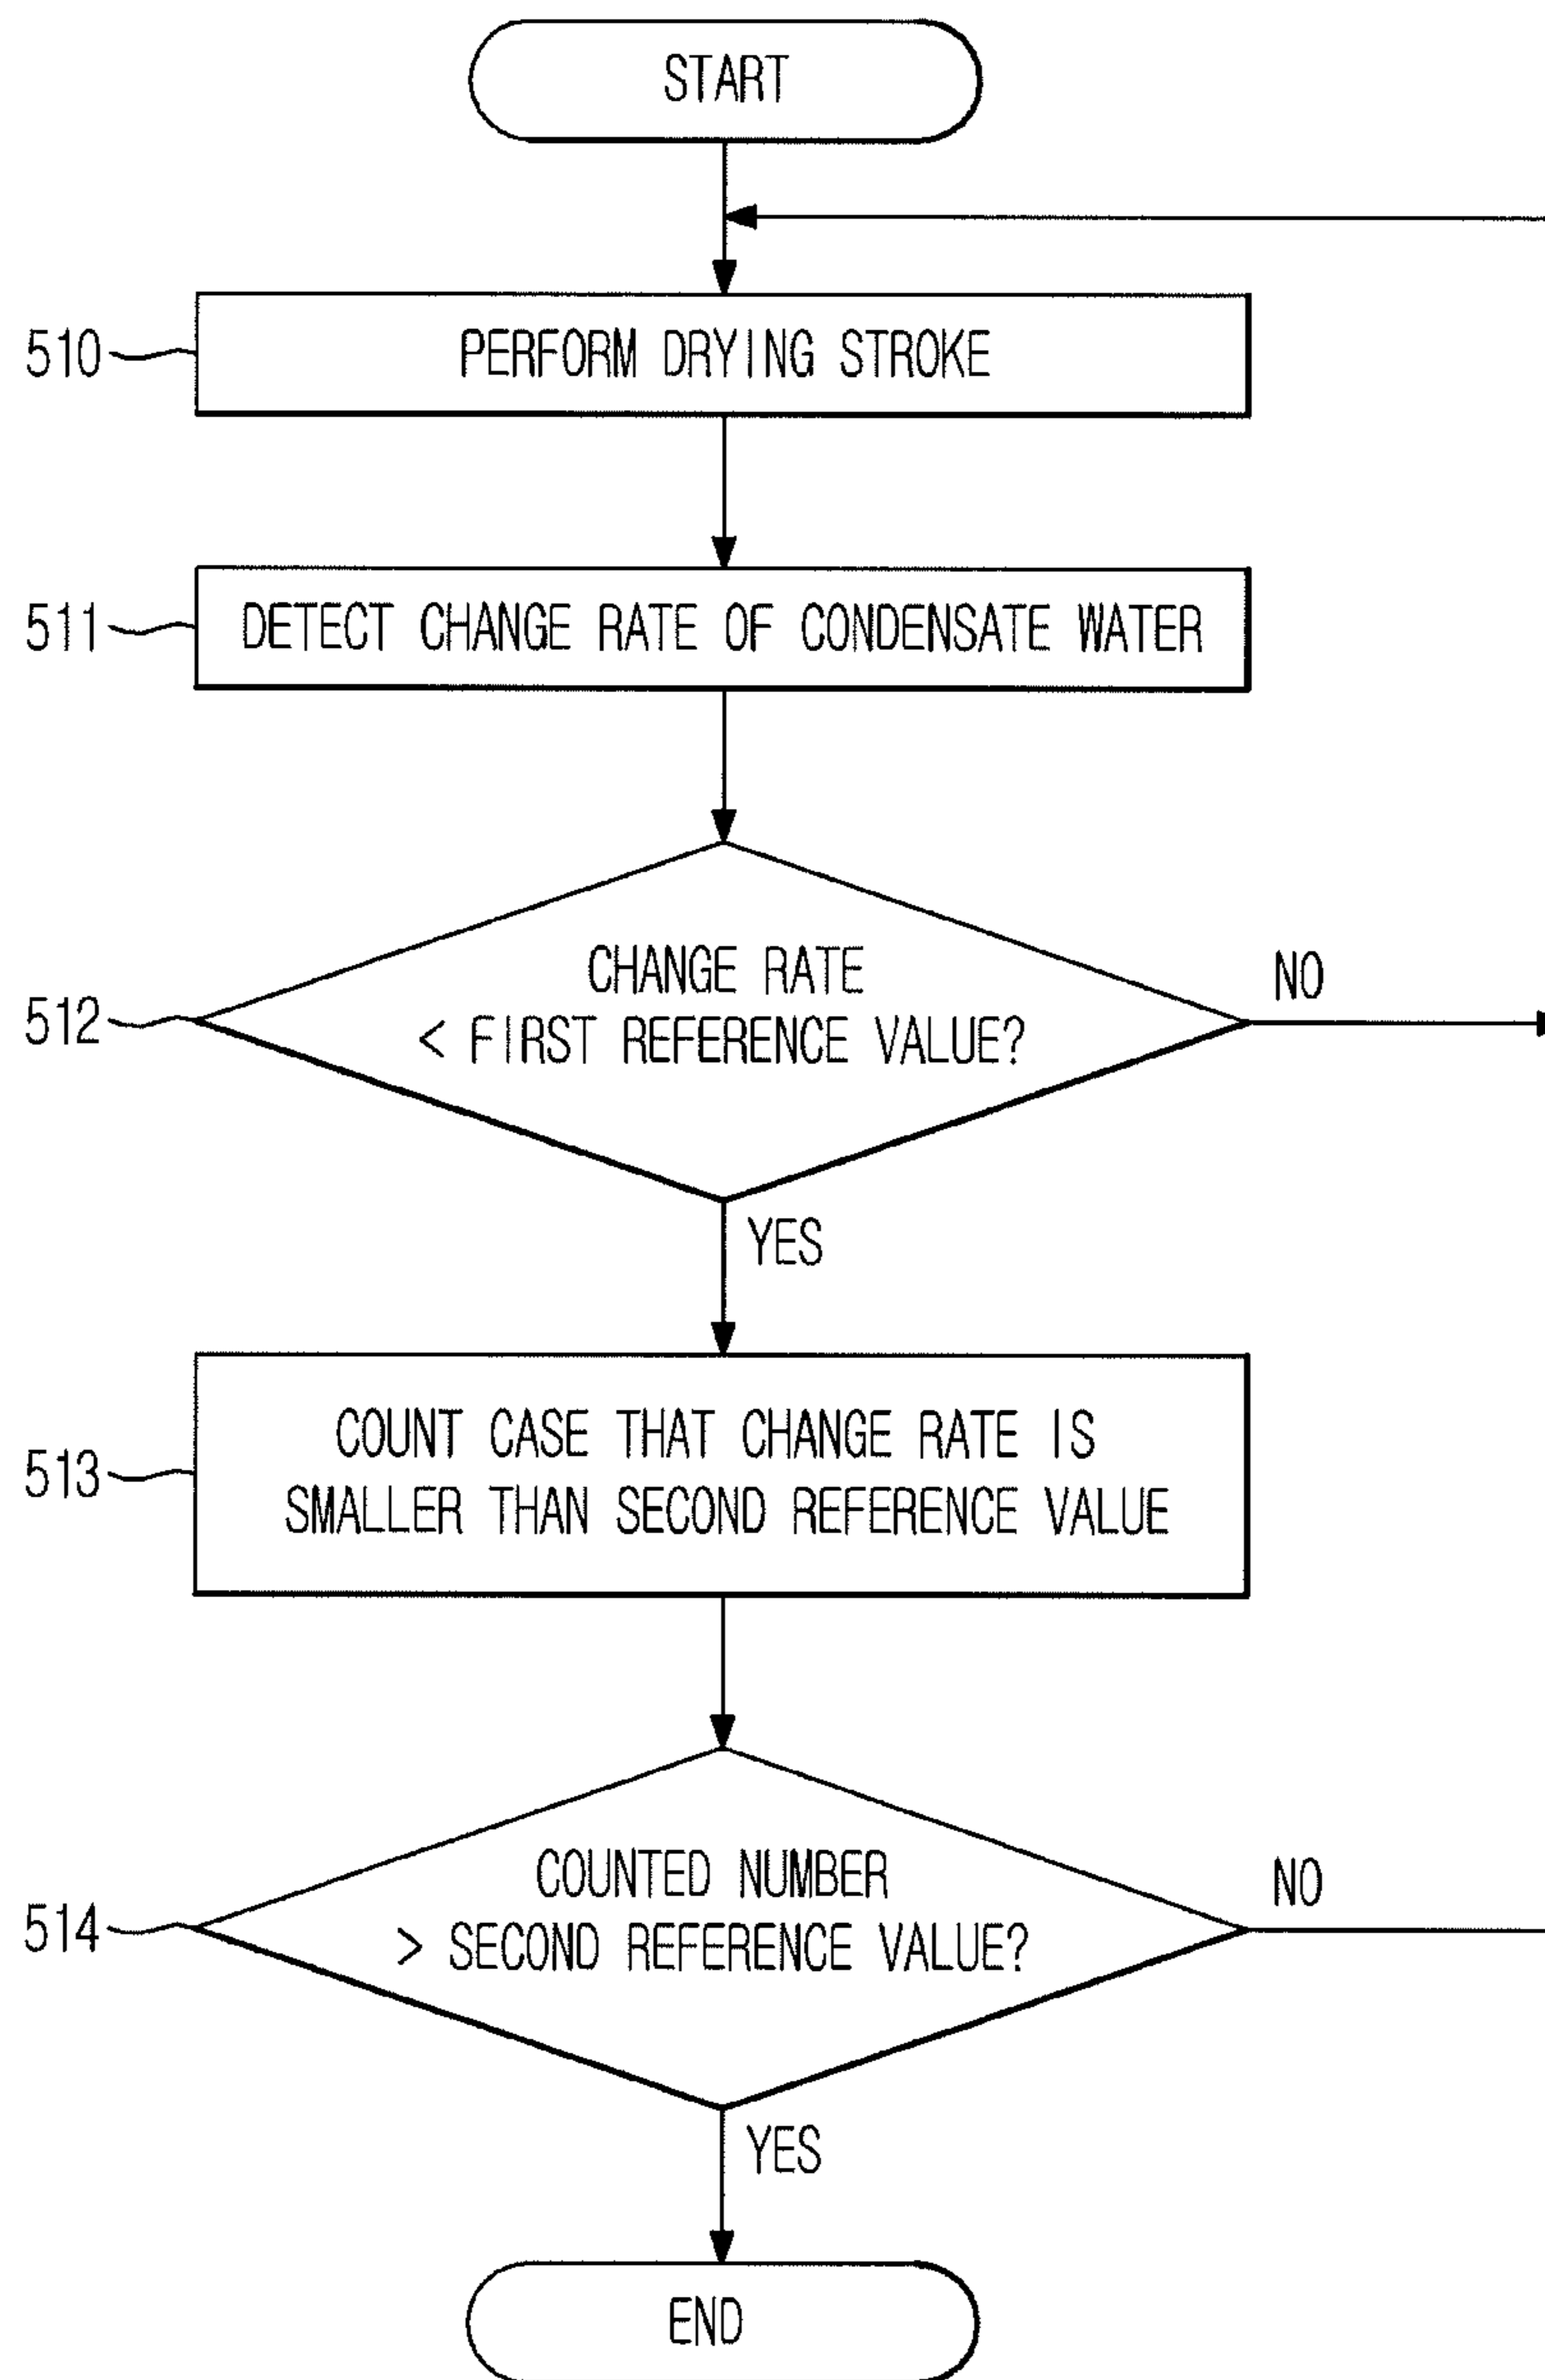 START
510
PERFORM DRYING STROKE
511
DETECT CHANGE RATE OF CONDENSATE WATER
512
CHANGE RATE
< FIRST REFERENCE VALUE?
NO
YES
513
COUNT CASE THAT CHANGE RATE IS
SMALLER THAN SECOND REFERENCE VALUE
514
COUNTED NUMBER
> SECOND REFERENCE VALUE?
NO
YES
END